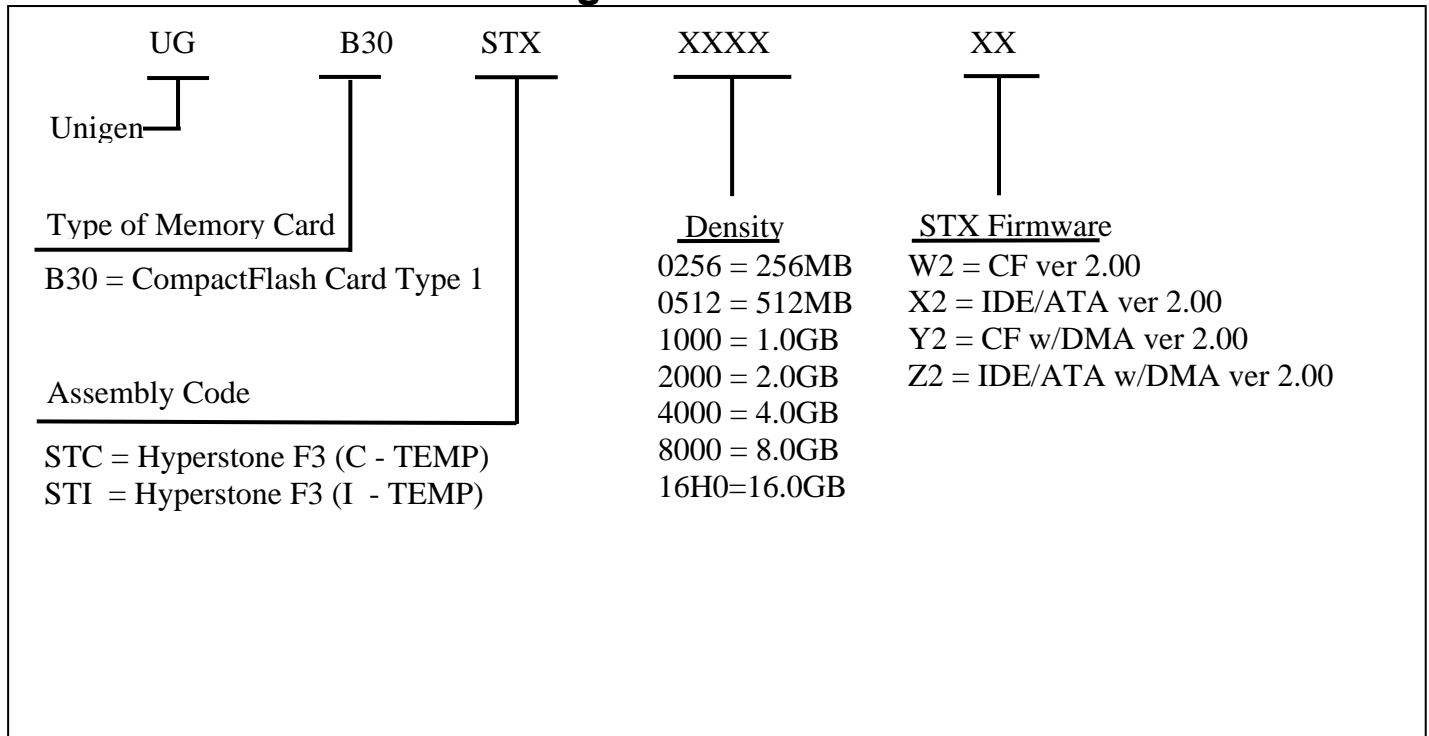 UG B30 STX XXXX XX
Unigen
Type of Memory Card
B30 = CompactFlash Card Type 1
Assembly Code
STC = Hyperstone F3 (C - TEMP)
STI = Hyperstone F3 (I - TEMP)
Density
0256 = 256MB
0512 = 512MB
1000 = 1.0GB
2000 = 2.0GB
4000 = 4.0GB
8000 = 8.0GB
16H0=16.0GB
STX Firmware
W2 = CF ver 2.00
X2 = IDE/ATA ver 2.00
Y2 = CF w/DMA ver 2.00
Z2 = IDE/ATA w/DMA ver 2.00